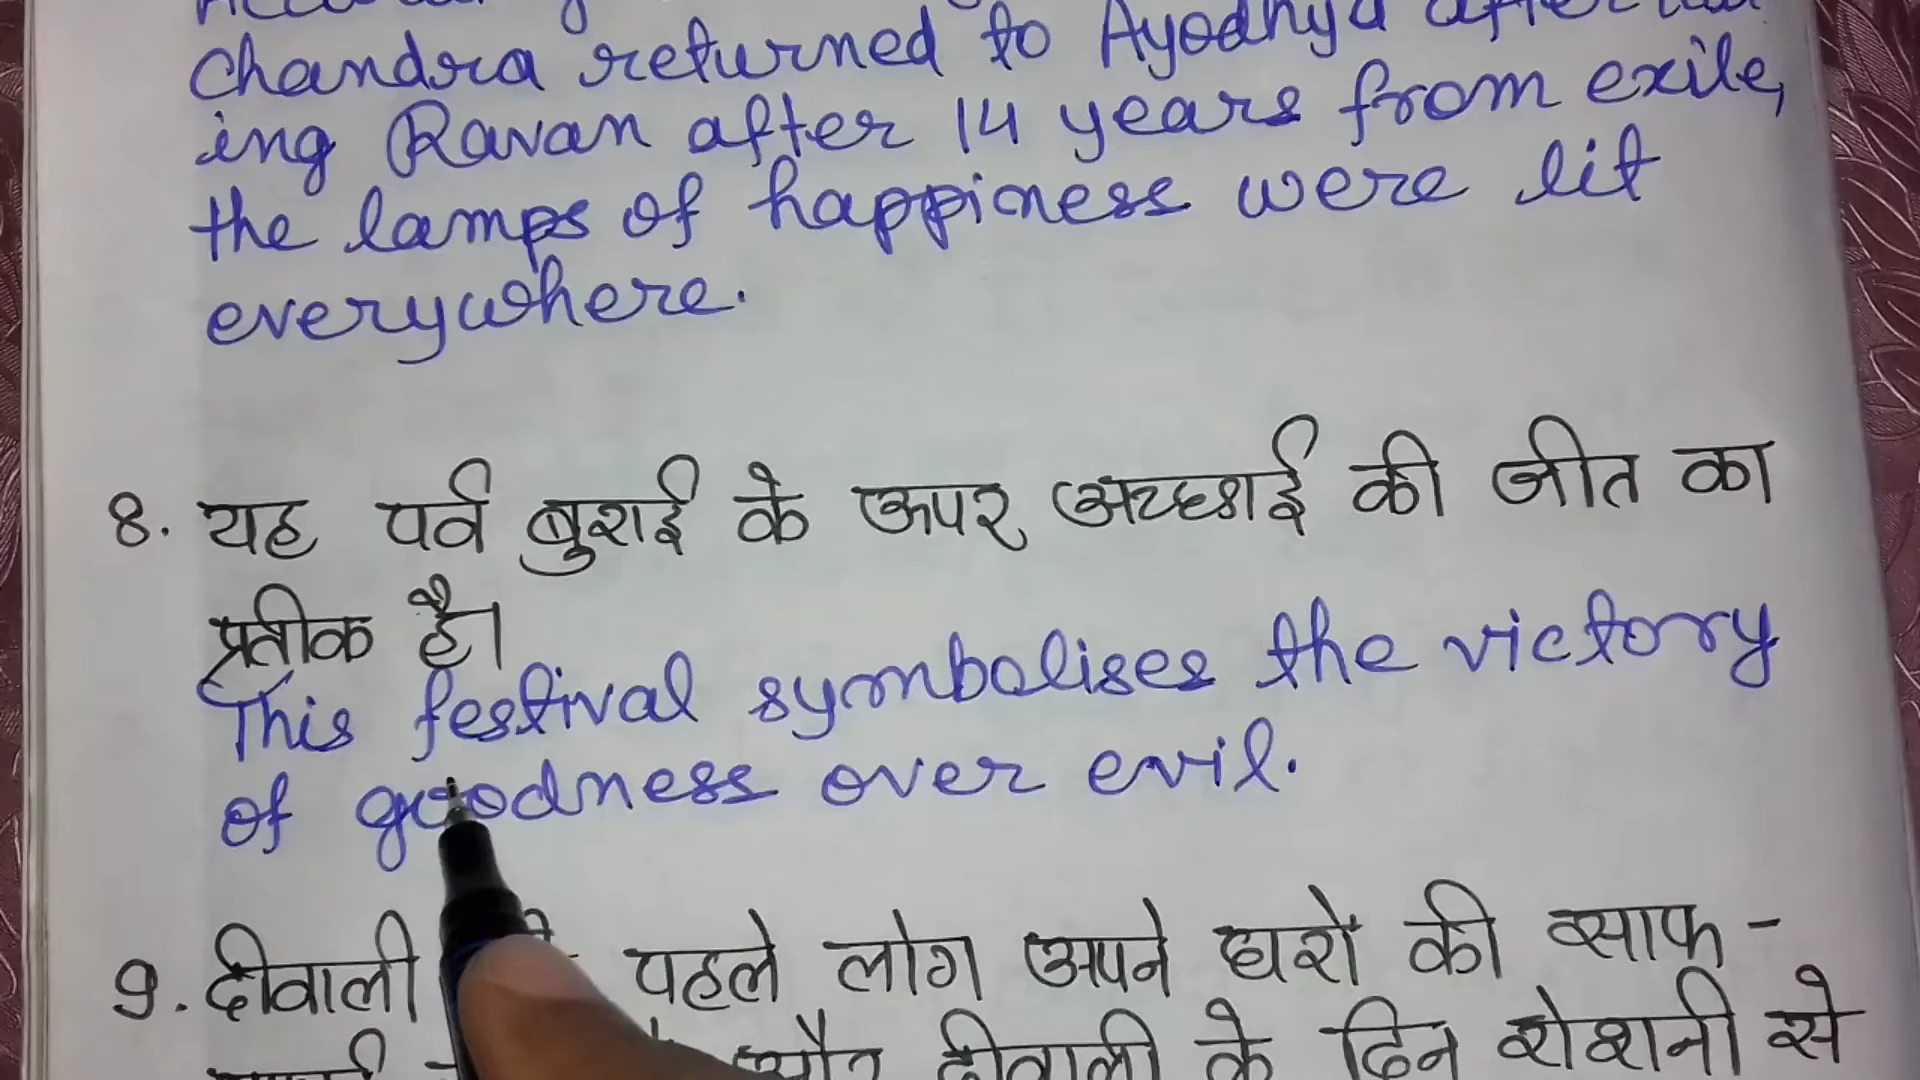 chandra returned to Ayodhya after
ing Ravan after 14 years from exile,
the lamps of happiness were lit
everywhere.
8. यह पर्व बुराई के ऊपर अच्छाई की जीत का
प्रतीक है।
This festival symbolises the victory
of goodness over evil.
9. दीवाली पहले लोग अपने घरों की साफ -
और दीवाली के दिन रोशनी से